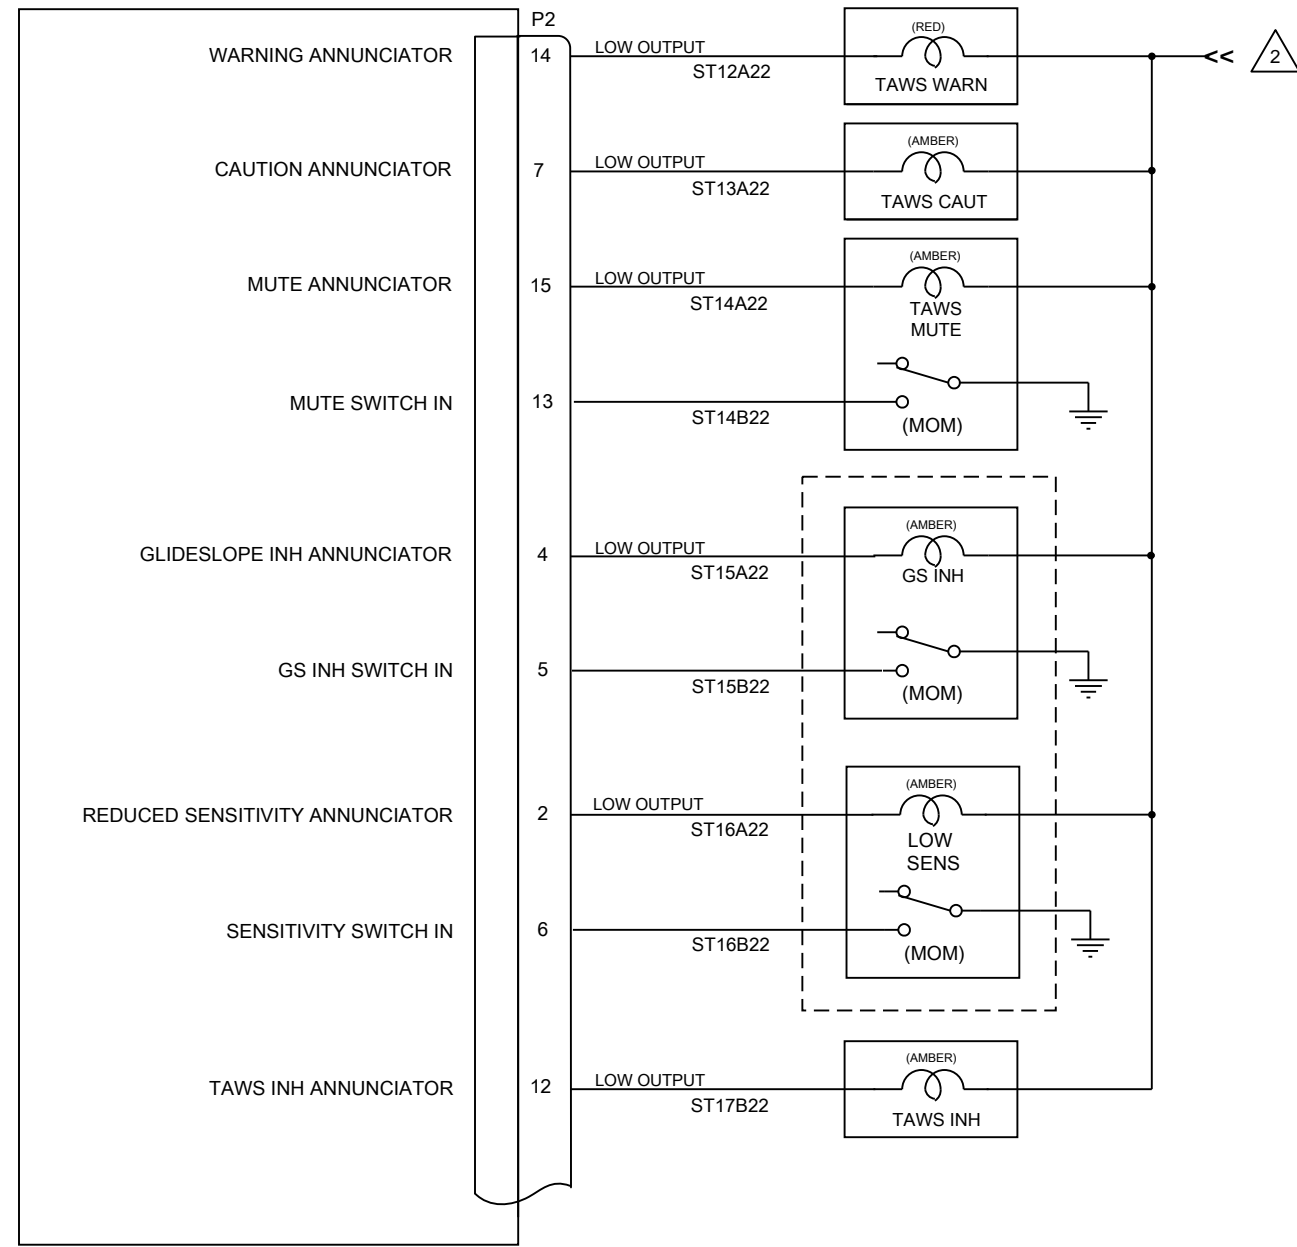 P2
WARNING ANNUNCIATOR 14 LOW OUTPUT ST12A22 (RED) TAWS WARN << 2
CAUTION ANNUNCIATOR 7 LOW OUTPUT ST13A22 (AMBER) TAWS CAUT
MUTE ANNUNCIATOR 15 LOW OUTPUT ST14A22 (AMBER) TAWS
MUTE
MUTE SWITCH IN 13 ST14B22 (MOM)
GLIDESLOPE INH ANNUNCIATOR 4 LOW OUTPUT ST15A22 (AMBER) GS INH
GS INH SWITCH IN 5 ST15B22 (MOM)
REDUCED SENSITIVITY ANNUNCIATOR 2 LOW OUTPUT ST16A22 (AMBER) LOW
SENS
SENSITIVITY SWITCH IN 6 ST16B22 (MOM)
TAWS INH ANNUNCIATOR 12 LOW OUTPUT ST17B22 (AMBER) TAWS INH